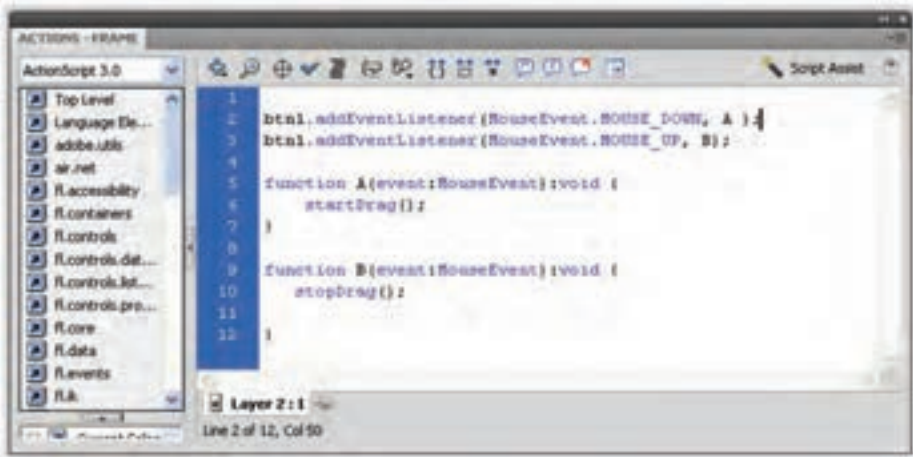 ACTIONS - FRAME
ActionScript 3.0
Script Assist
Top Level
Language Ele...
adobe.utils
air.net
fl.accessibility
fl.containers
fl.controls
fl.controls.dat...
fl.controls.list...
fl.controls.pro...
fl.core
fl.data
fl.events
fl.ik
1
2 btn1.addEventListener(MouseEvent.MOUSE_DOWN, A );
3 btn1.addEventListener(MouseEvent.MOUSE_UP, B);
4
5 function A(event:MouseEvent):void {
6 startDrag();
7 }
8
9 function B(event:MouseEvent):void {
10 stopDrag();
11
12 }
Layer 2 : 1
Line 2 of 12, Col 50